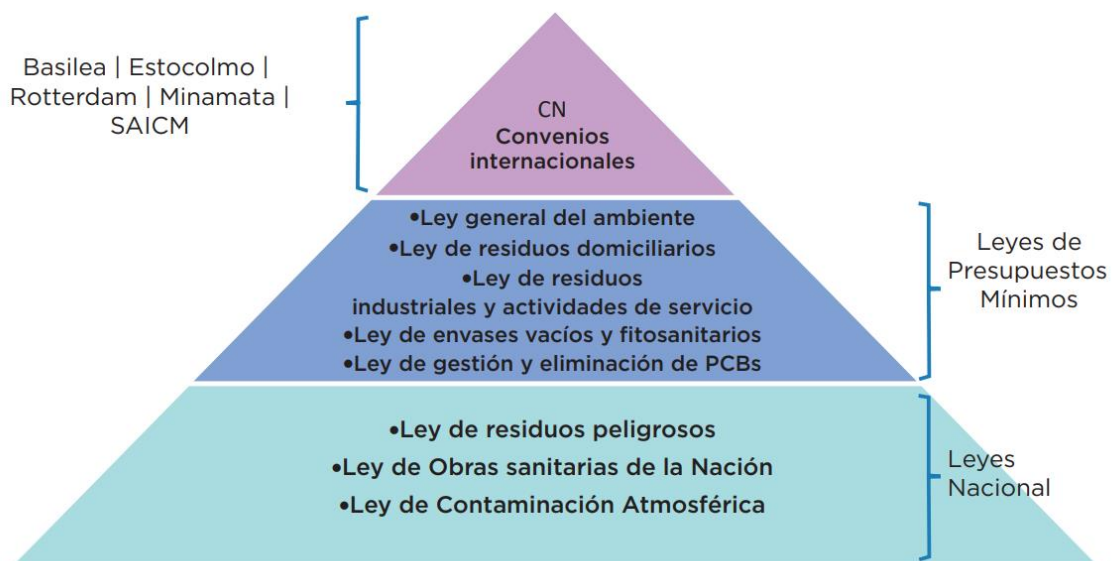 Basilea | Estocolmo |
Rotterdam | Minamata |
SAICM
CN
Convenios
internacionales
•Ley general del ambiente
•Ley de residuos domiciliarios
•Ley de residuos
industriales y actividades de servicio
•Ley de envases vacíos y fitosanitarios
•Ley de gestión y eliminación de PCBs
Leyes de
Presupuestos
Mínimos
•Ley de residuos peligrosos
•Ley de Obras sanitarias de la Nación
•Ley de Contaminación Atmosférica
Leyes
Nacional